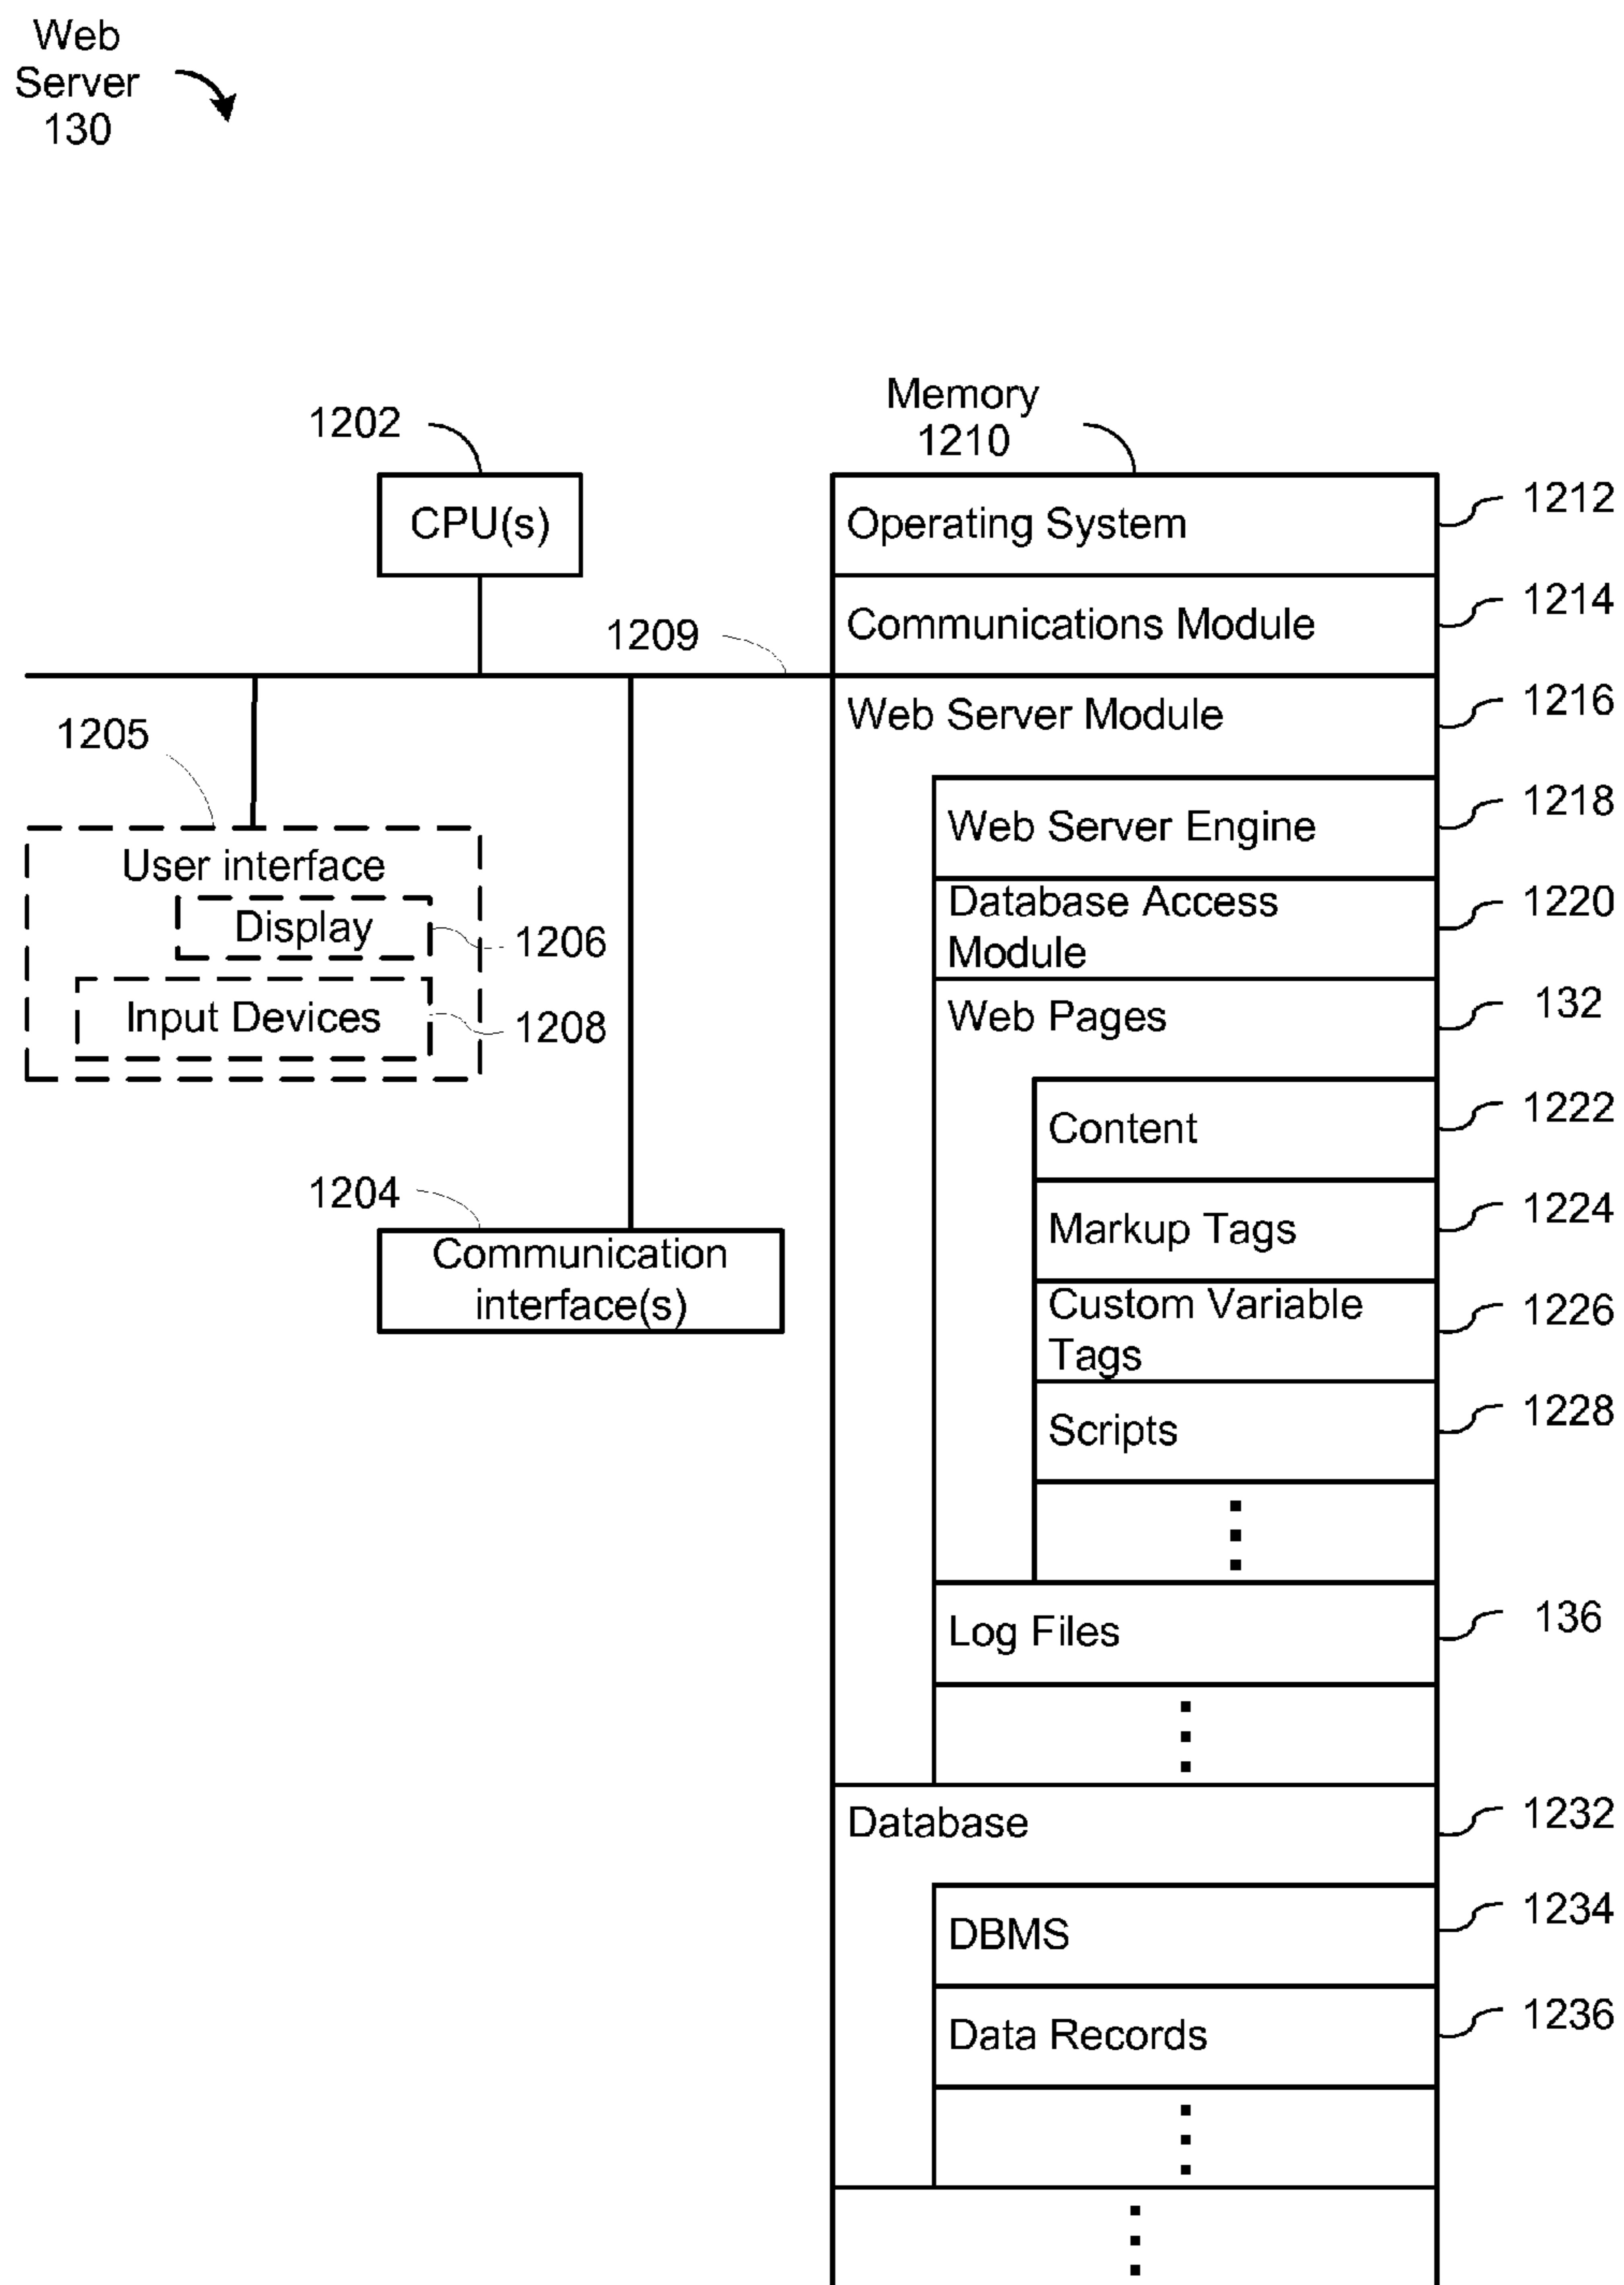 Web
Server
130
1202
CPU(s)
Memory
1210
Operating System
1212
Communications Module
1214
1209
Web Server Module
1216
1205
User interface
Display
1206
Input Devices
1208
Web Server Engine
1218
Database Access
Module
1220
Web Pages
132
Content
1222
1204
Communication
interface(s)
Markup Tags
1224
Custom Variable
Tags
1226
Scripts
1228
Log Files
136
Database
1232
DBMS
1234
Data Records
1236